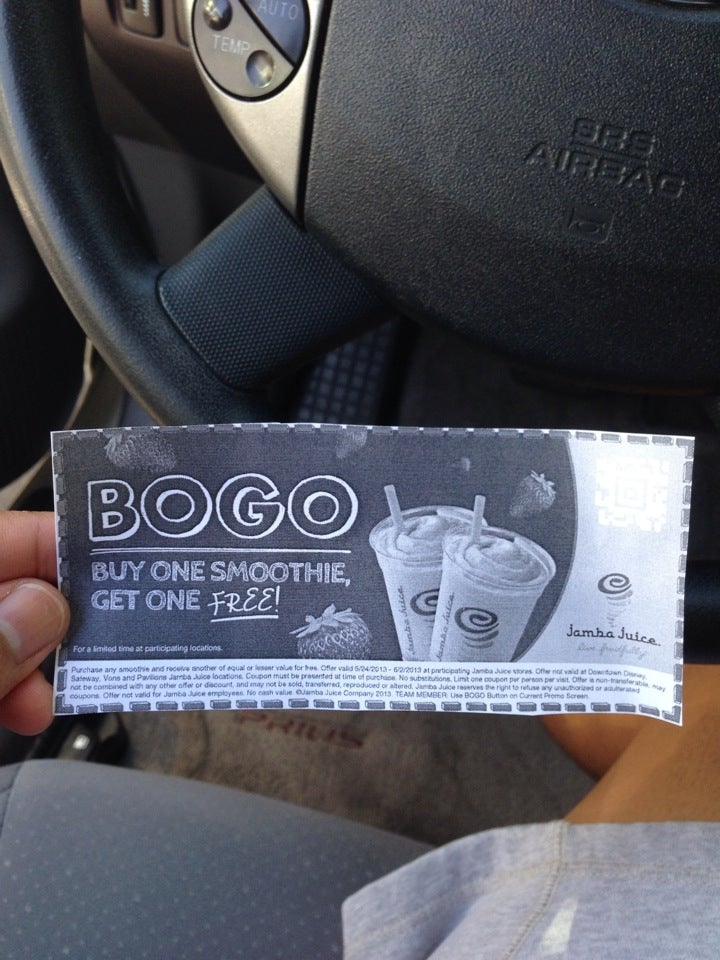 AUTO
TEMP
SRS
AIRBAG
BOGO
BUY ONE SMOOTHIE,
GET ONE FREE!
For a limited time at participating locations.
Jamba Juice
Jamba Juice
Jamba Juice
live fruitfully
Purchase any smoothie and receive another of equal or lesser value for free. Offer valid 5/24/2013 - 6/2/2013 at participating Jamba Juice stores. Offer not valid at Downtown Disney,
Safeway, Vons and Pavilions Jamba Juice locations. Coupon must be presented at time of purchase. No substitutions. Limit one coupon per person per visit. Offer is non-transferable, may
not be combined with any other offer or discount, and may not be sold, transferred, reproduced or altered. Jamba Juice reserves the right to refuse any unauthorized or adulterated
coupons. Offer not valid for Jamba Juice employees. No cash value. ©Jamba Juice Company 2013. TEAM MEMBER: Use BOGO Button on Current Promo Screen.
PRIUS